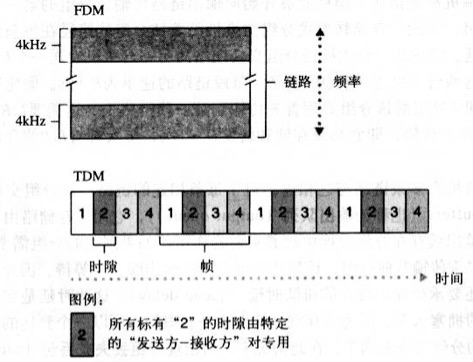 FDM
4kHz
链路
频率
4kHz
TDM
1 2 3 4 1 2 3 4 1 2 3 4 1 2 3 4
时隙
帧
时间
图例：
2
所有标有“2”的时隙由特定
的“发送方-接收方”对专用